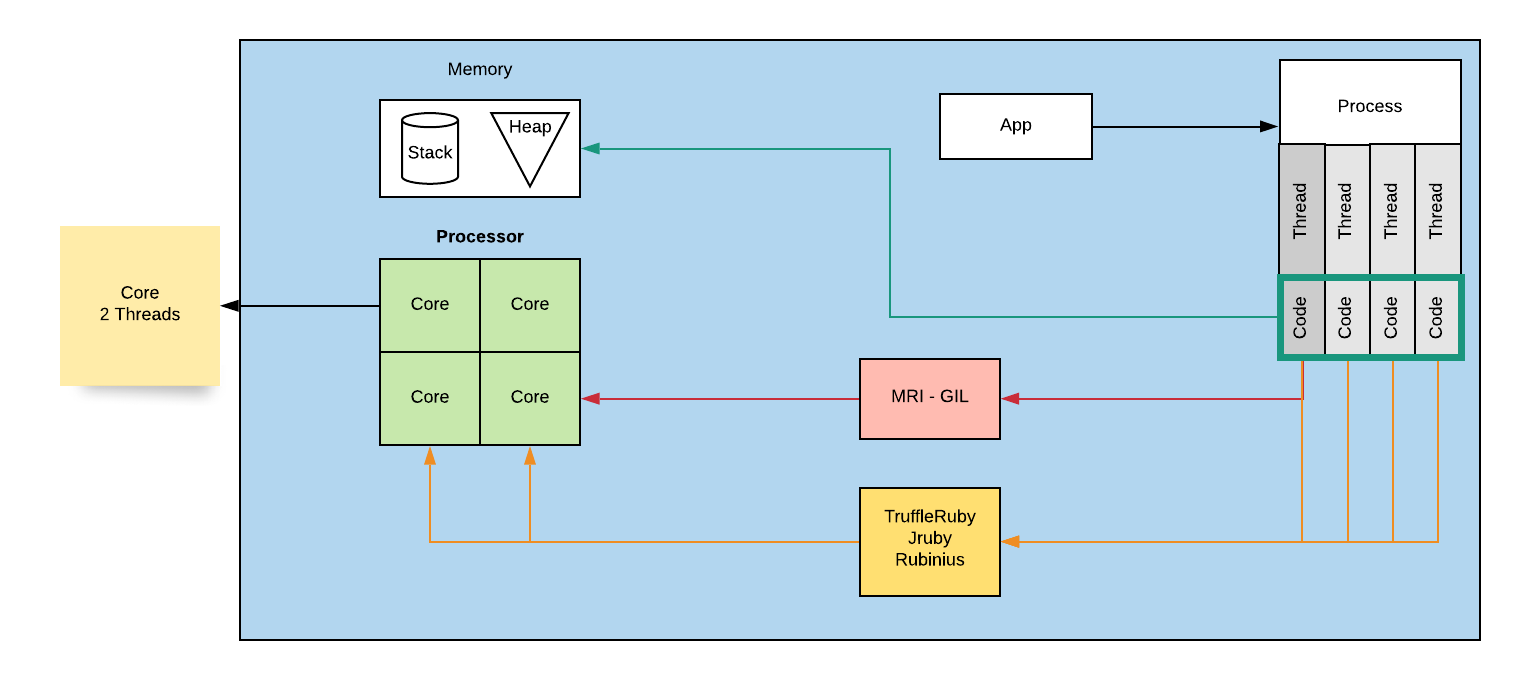 Memory
Stack
Heap
App
Process
Thread
Thread
Thread
Thread
Code
Code
Code
Code
Processor
Core
Core
Core
Core
Core
2 Threads
MRI - GIL
TruffleRuby
Jruby
Rubinius